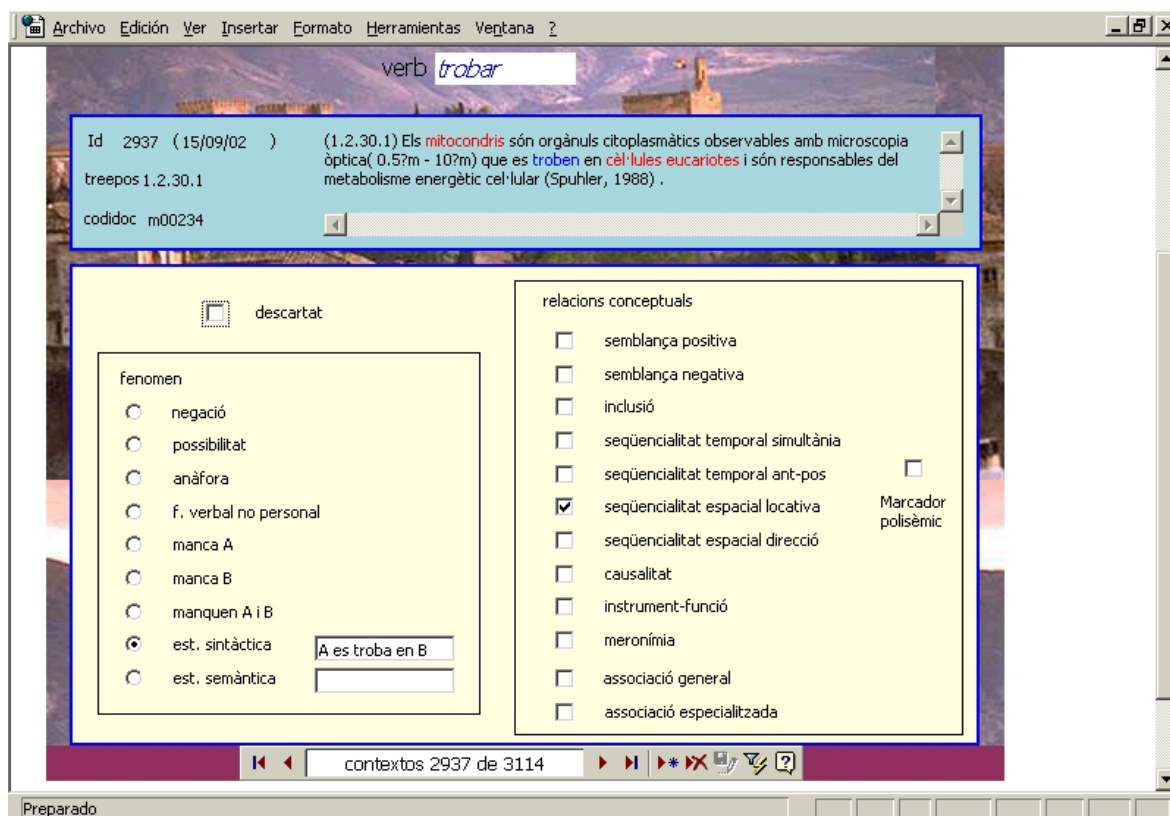 Archivo Edición Ver Insertar Formato Herramientas Ventana ?
verb trobar
Id 2937 (15/09/02 )
treepos 1.2.30.1
codidoc m00234
(1.2.30.1) Els mitocondris són orgànuls citoplasmàtics observables amb microscopia
òptica( 0.5?m - 10?m) que es troben en cèl·lules eucariotes i són responsables del
metabolisme energètic cel·lular (Spuhler, 1988) .
descartat
fenomen
negació
possibilitat
anàfora
f. verbal no personal
manca A
manca B
manquen A i B
est. sintàctica A es troba en B
est. semàntica
relacions conceptuals
semblança positiva
semblança negativa
inclusió
seqüencialitat temporal simultània
seqüencialitat temporal ant-pos
seqüencialitat espacial locativa
seqüencialitat espacial direcció
causalitat
instrument-funció
meronímia
associació general
associació especialitzada
Marcador
polisèmic
contextos 2937 de 3114
Preparado